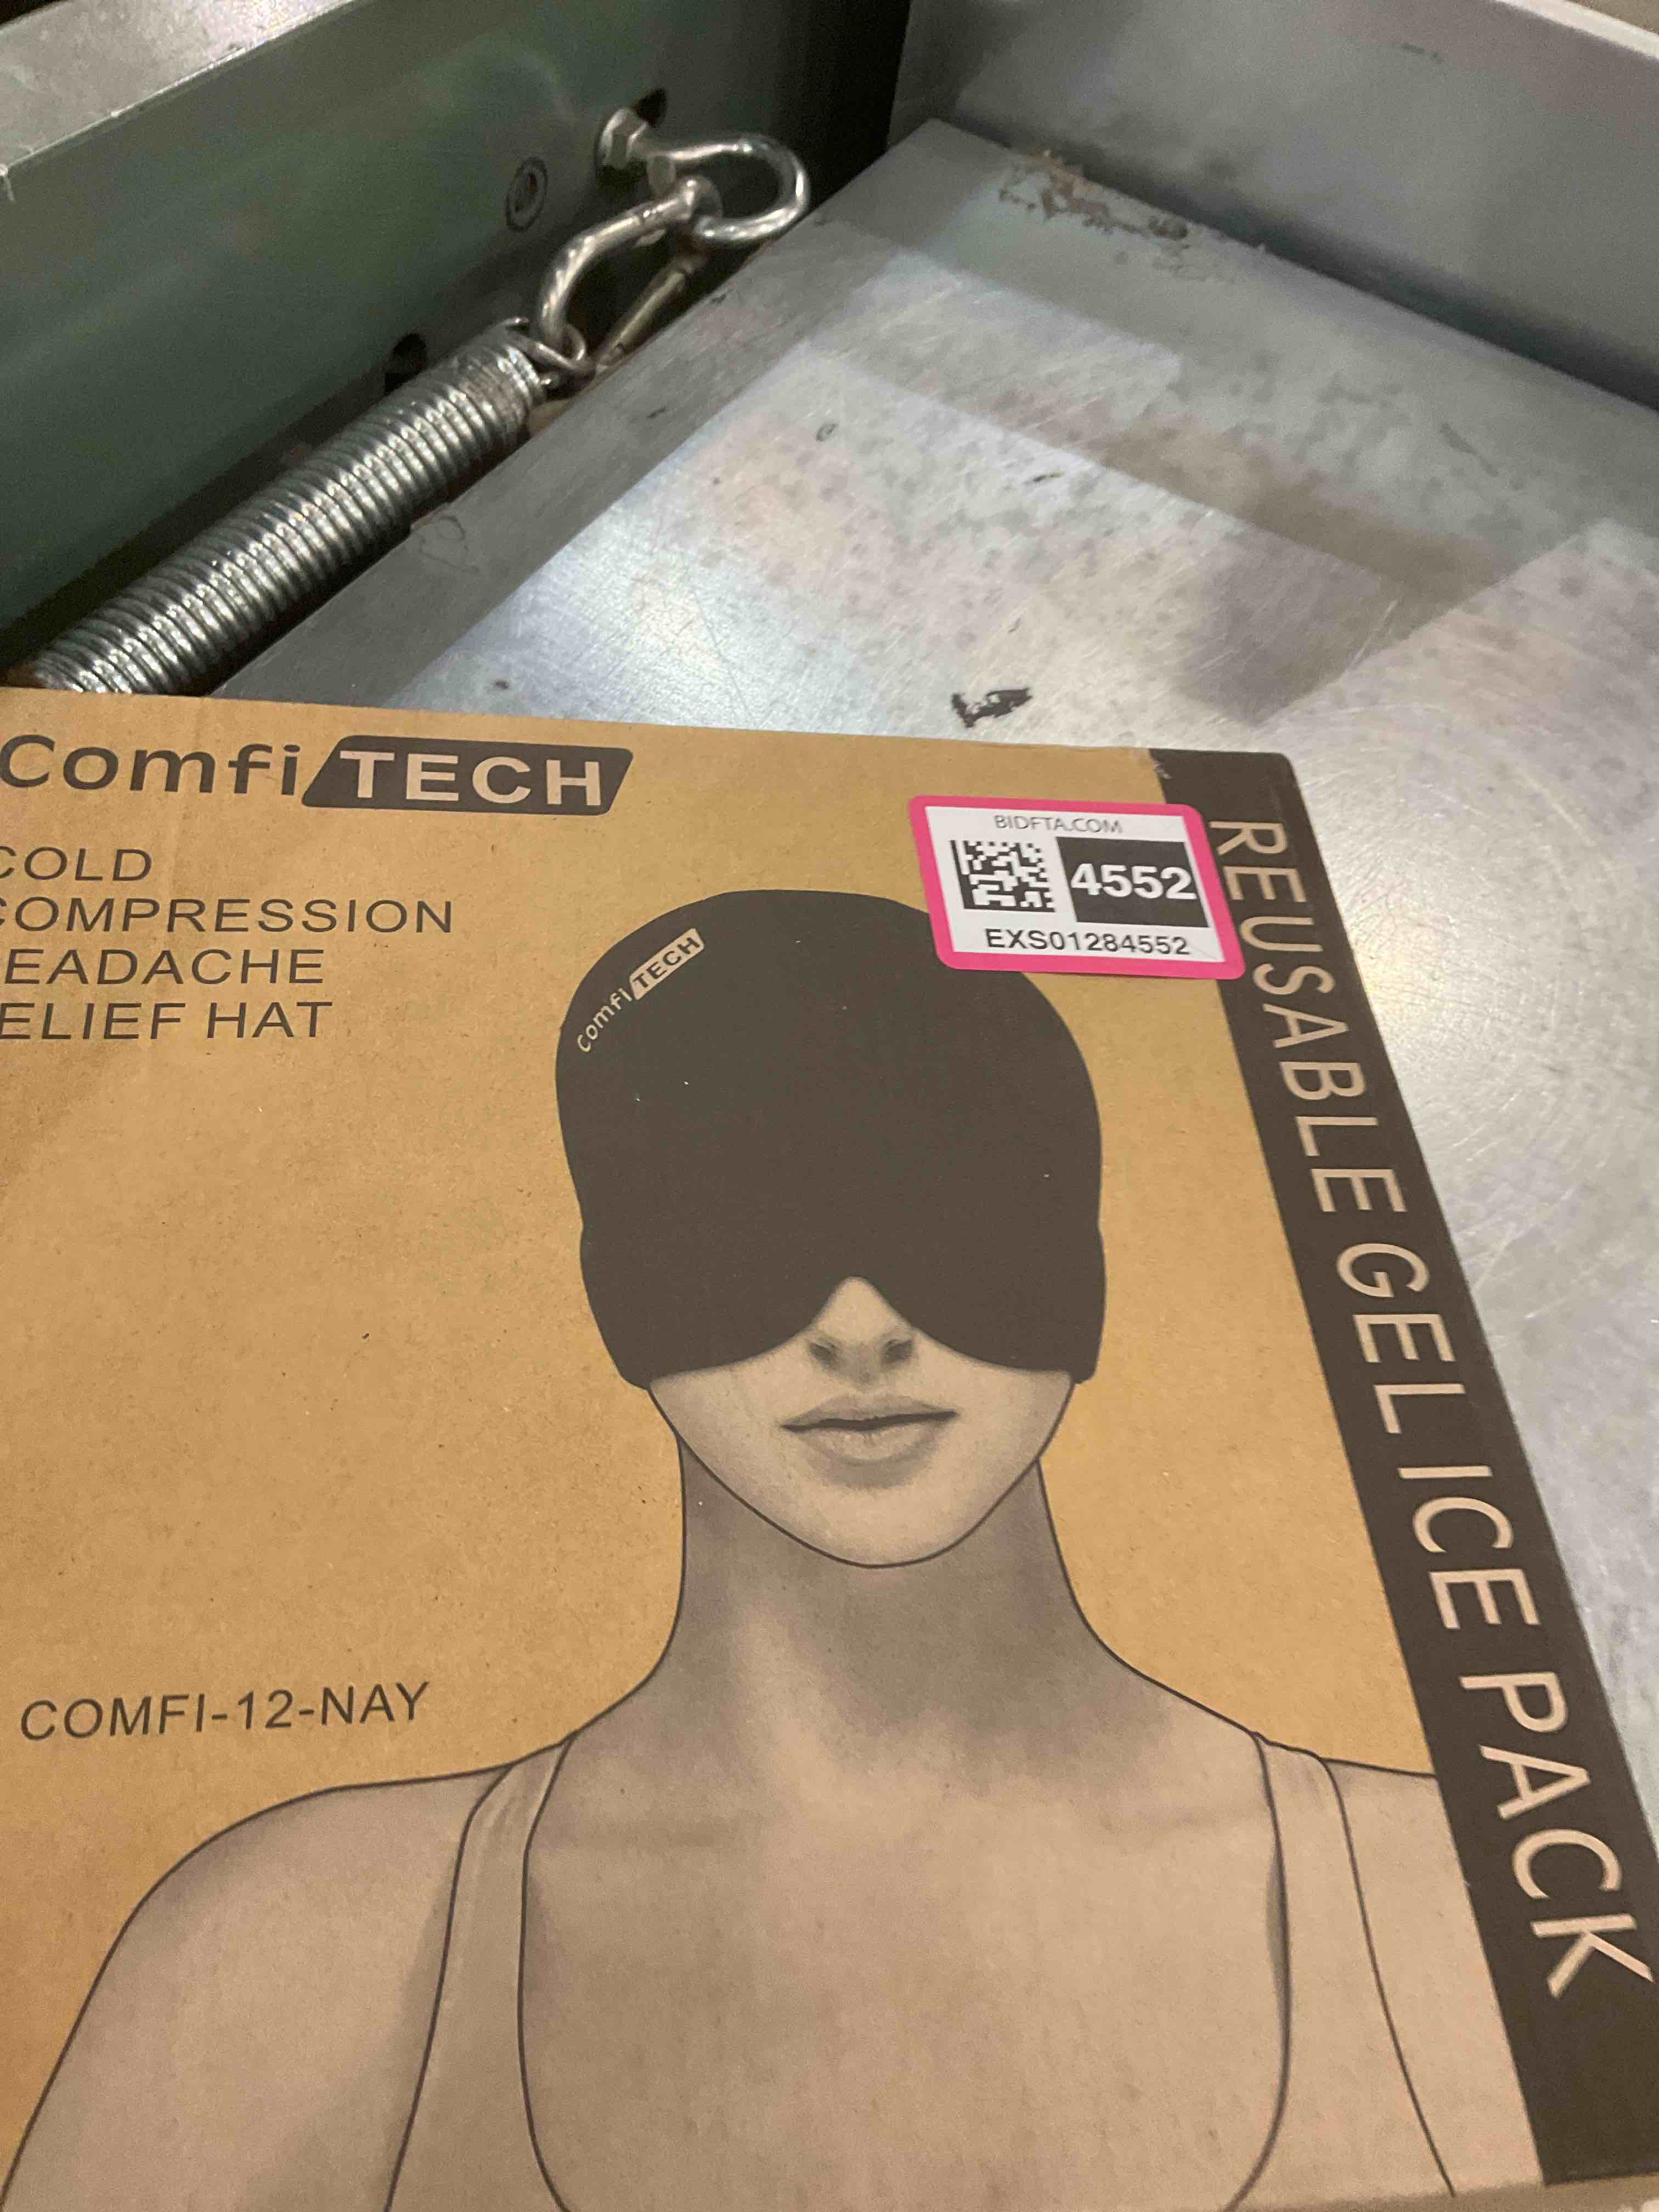 Comfi TECH
COLD
COMPRESSION
EADACHE
ELIEF HAT
BIDFTA.COM
4552
EXS01284552
comfi TECH
REUSABLE GEL ICE PACK
COMFI-12-NAY